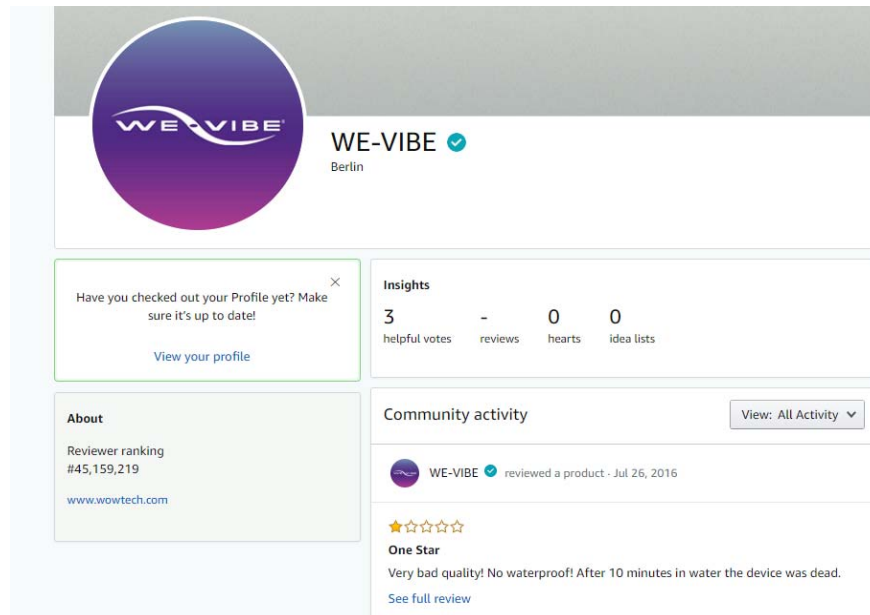 WE-VIBE
WE-VIBE
Berlin
Have you checked out your Profile yet? Make
sure it's up to date!
View your profile
Insights
3 - 0 0
helpful votes reviews hearts idea lists
About
Reviewer ranking
#45,159,219
www.wowtech.com
Community activity
View: All Activity
WE-VIBE reviewed a product · Jul 26, 2016
One Star
Very bad quality! No waterproof! After 10 minutes in water the device was dead.
See full review